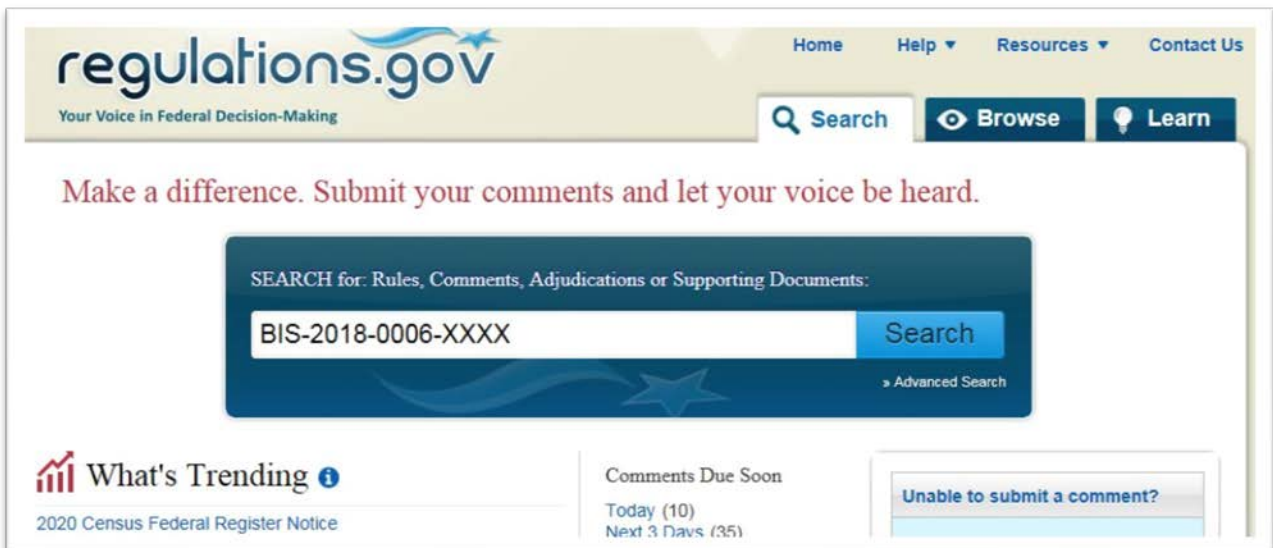 regulations.gov
Your Voice in Federal Decision-Making
Home Help ▼ Resources ▼ Contact Us
Search Browse Learn
Make a difference. Submit your comments and let your voice be heard.
SEARCH for: Rules, Comments, Adjudications or Supporting Documents:
BIS-2018-0006-XXXX Search
» Advanced Search
What's Trending
2020 Census Federal Register Notice
Comments Due Soon
Today (10)
Next 3 Days (35)
Unable to submit a comment?